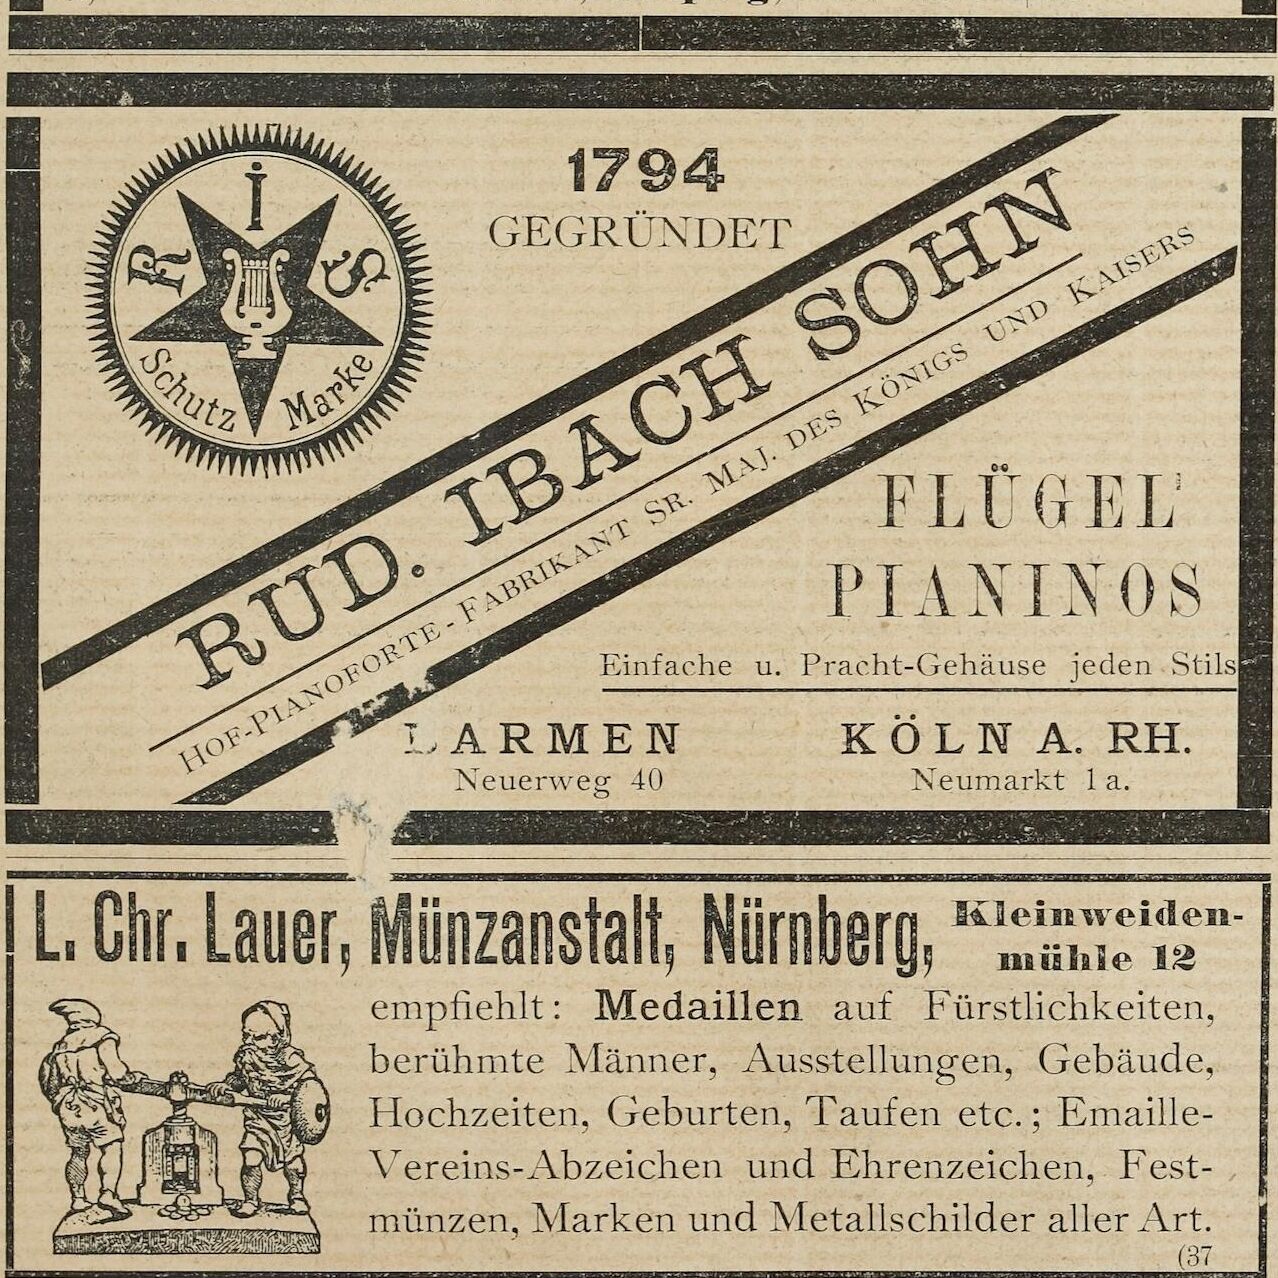 R I S
Schutz Marke
1794
GEGRÜNDET
RUD. IBACH SOHN
HOF-PIANOFORTE-FABRIKANT SR. MAJ. DES KÖNIGS UND KAISERS
FLÜGEL
PIANINOS
Einfache u. Pracht-Gehäuse jeden Stils
BARMEN KÖLN A. RH.
Neuerweg 40 Neumarkt 1a.
L. Chr. Lauer, Münzanstalt, Nürnberg, Kleinweiden-
mühle 12
empfiehlt: Medaillen auf Fürstlichkeiten,
berühmte Männer, Ausstellungen, Gebäude,
Hochzeiten, Geburten, Taufen etc.; Emaille-
Vereins-Abzeichen und Ehrenzeichen, Fest-
münzen, Marken und Metallschilder aller Art.
(37